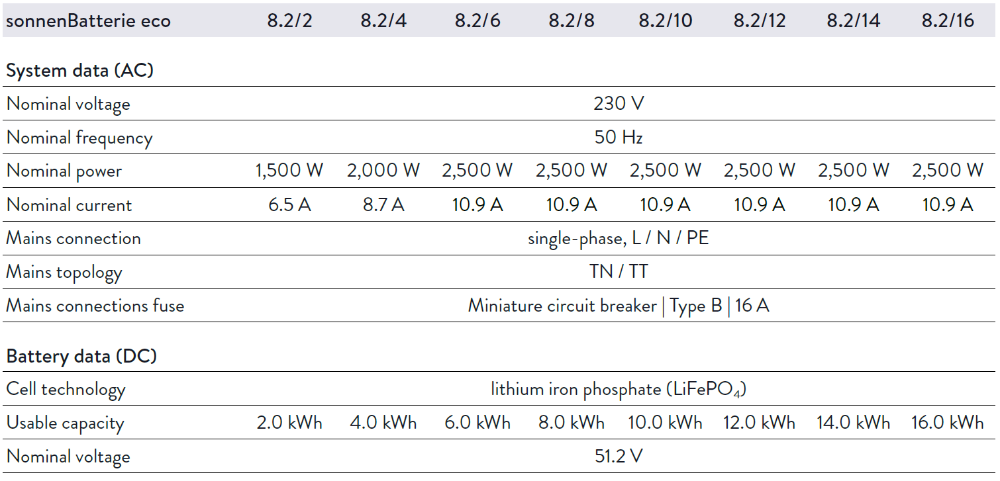 sonnenBatterie eco 8.2/2 8.2/4 8.2/6 8.2/8 8.2/10 8.2/12 8.2/14 8.2/16
System data (AC)
Nominal voltage 230 V
Nominal frequency 50 Hz
Nominal power 1,500 W 2,000 W 2,500 W 2,500 W 2,500 W 2,500 W 2,500 W 2,500 W
Nominal current 6.5 A 8.7 A 10.9 A 10.9 A 10.9 A 10.9 A 10.9 A 10.9 A
Mains connection single-phase, L / N / PE
Mains topology TN / TT
Mains connections fuse Miniature circuit breaker | Type B | 16 A
Battery data (DC)
Cell technology lithium iron phosphate (LiFePO₄)
Usable capacity 2.0 kWh 4.0 kWh 6.0 kWh 8.0 kWh 10.0 kWh 12.0 kWh 14.0 kWh 16.0 kWh
Nominal voltage 51.2 V